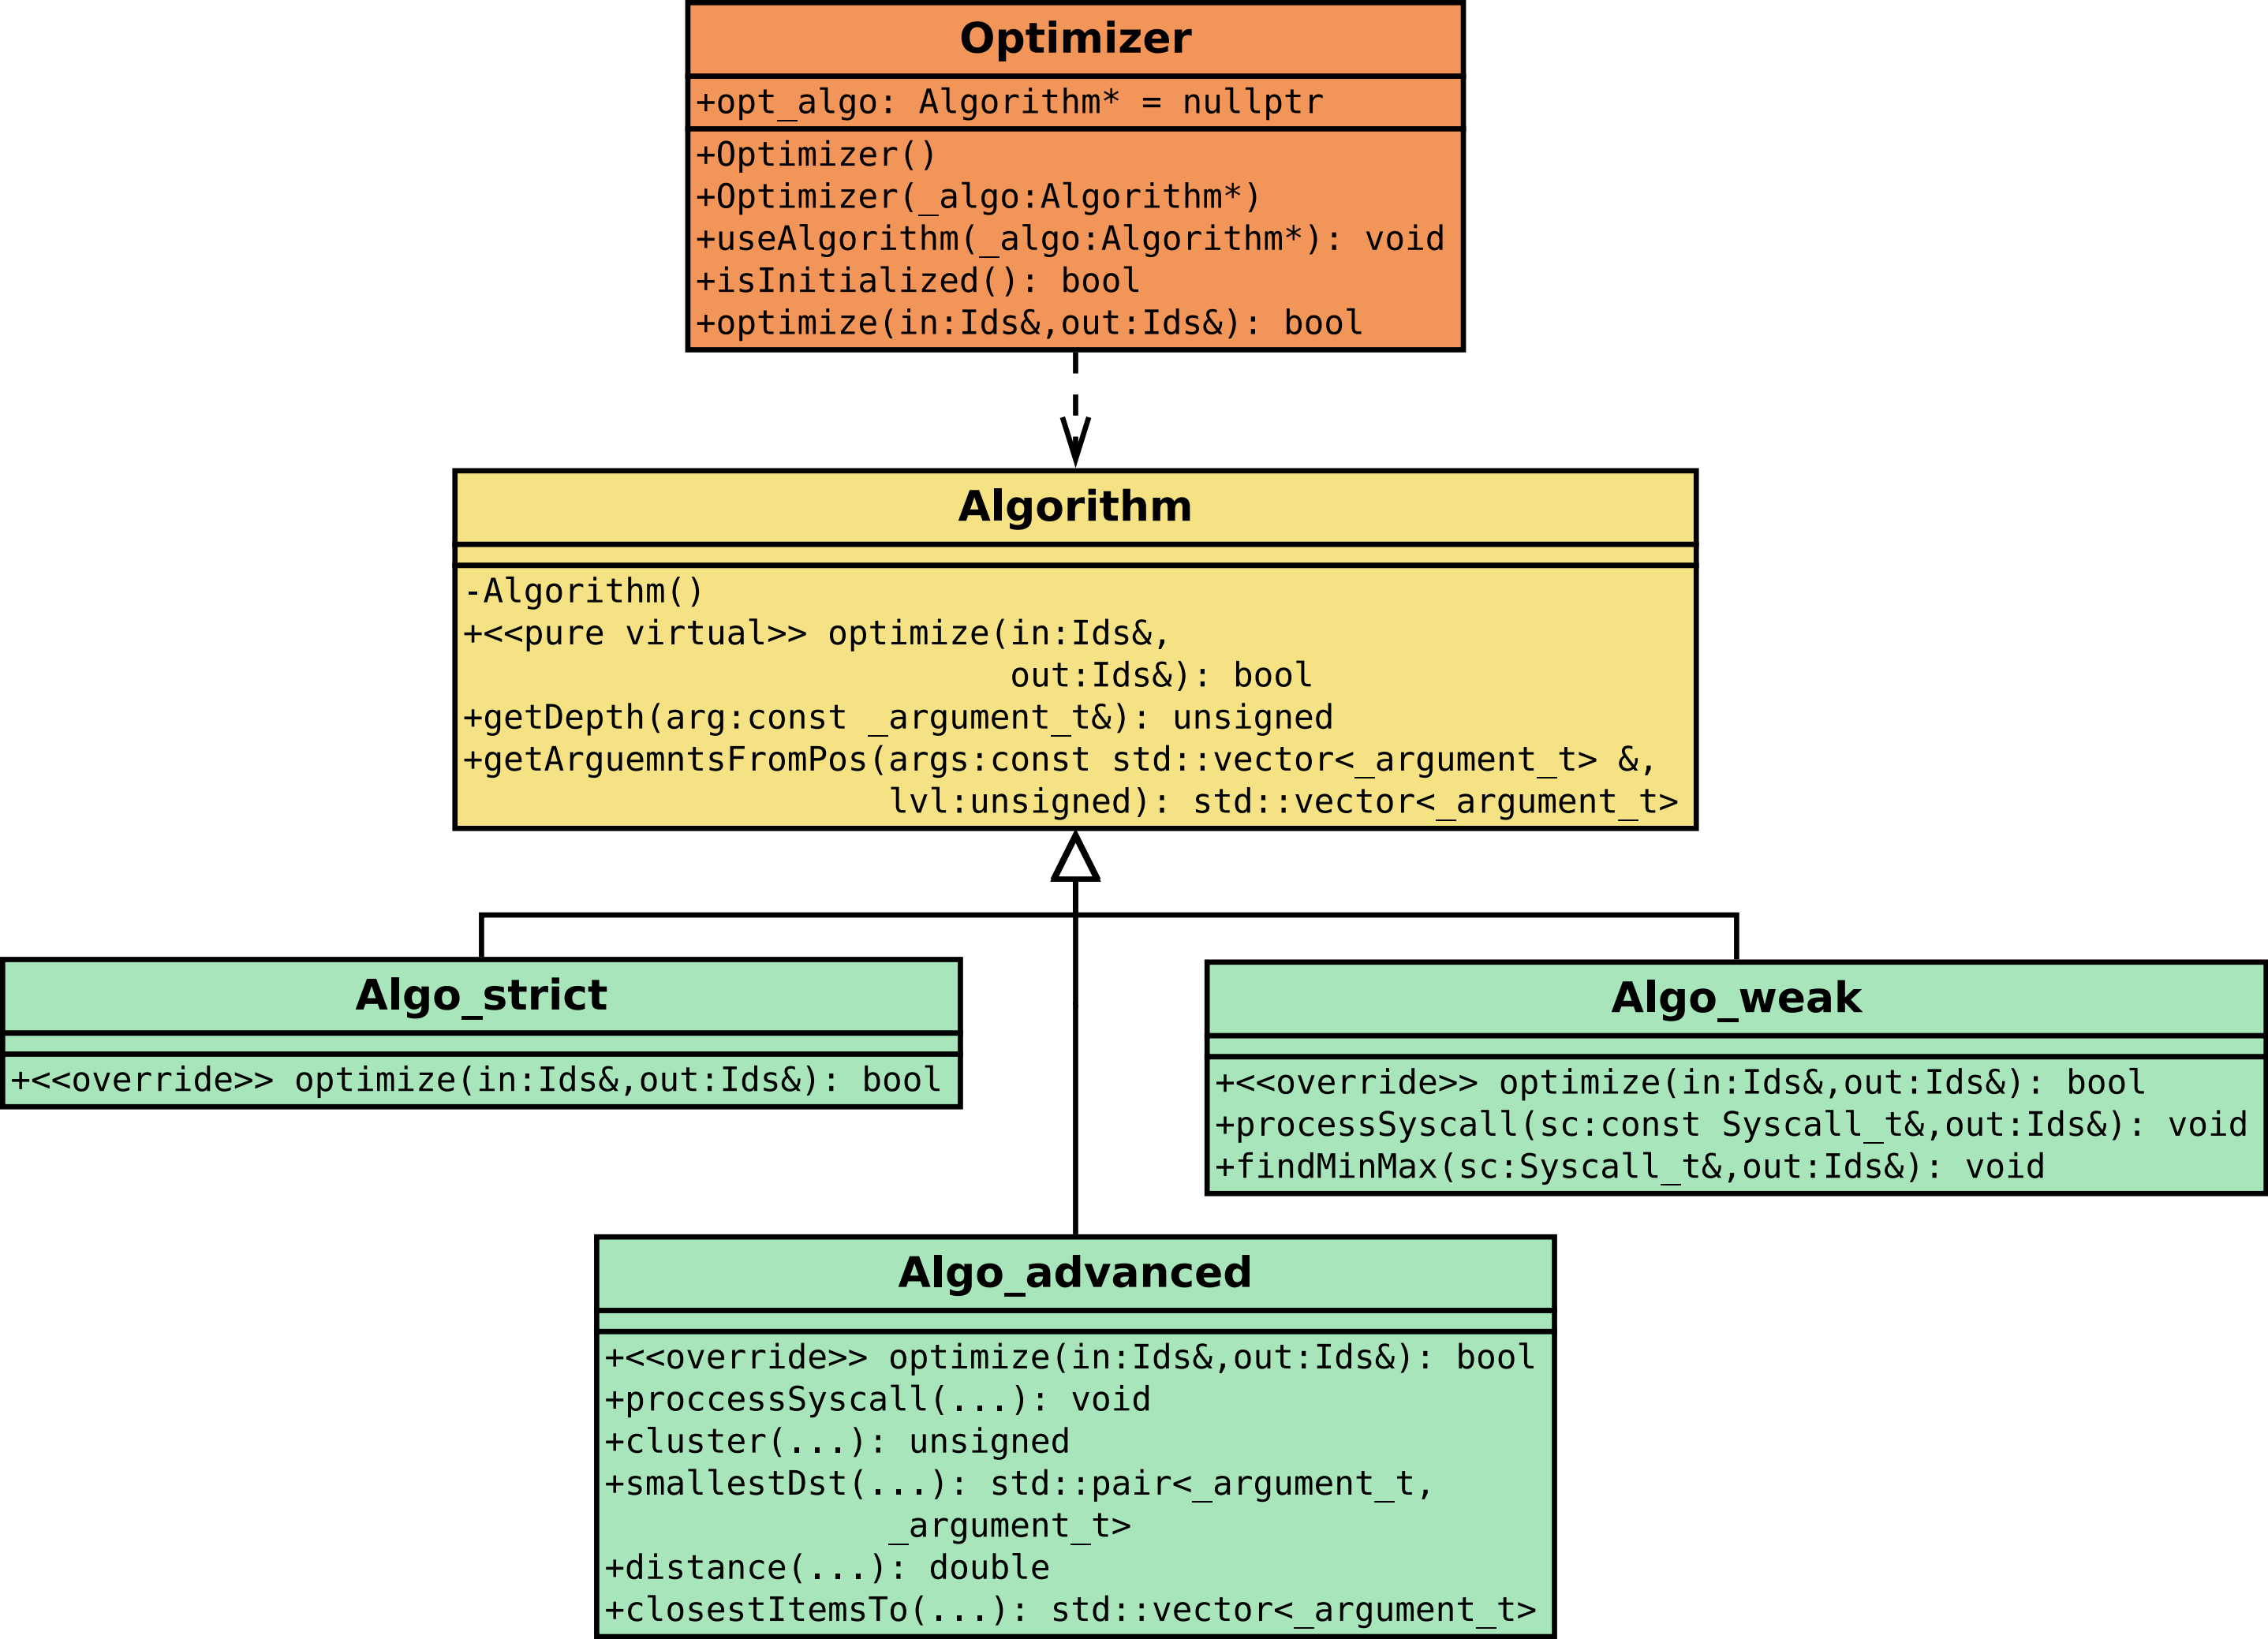 Optimizer
+opt_algo: Algorithm* = nullptr
+Optimizer()
+Optimizer(_algo:Algorithm*)
+useAlgorithm(_algo:Algorithm*): void
+isInitialized(): bool
+optimize(in:Ids&,out:Ids&): bool
Algorithm
-Algorithm()
+<<pure virtual>> optimize(in:Ids&,
out:Ids&): bool
+getDepth(arg:const _argument_t&): unsigned
+getArguemntsFromPos(args:const std::vector<_argument_t> &,
lvl:unsigned): std::vector<_argument_t>
Algo_strict
+<<override>> optimize(in:Ids&,out:Ids&): bool
Algo_weak
+<<override>> optimize(in:Ids&,out:Ids&): bool
+processSyscall(sc:const Syscall_t&,out:Ids&): void
+findMinMax(sc:Syscall_t&,out:Ids&): void
Algo_advanced
+<<override>> optimize(in:Ids&,out:Ids&): bool
+proccessSyscall(...): void
+cluster(...): unsigned
+smallestDst(...): std::pair<_argument_t,
_argument_t>
+distance(...): double
+closestItemsTo(...): std::vector<_argument_t>